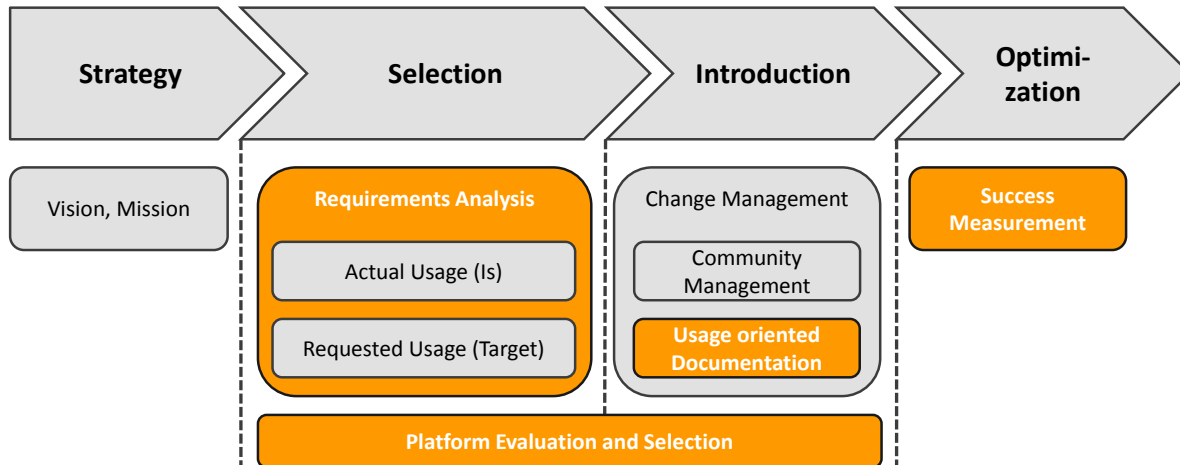 Strategy
Selection
Introduction
Optimi-
zation
Vision, Mission
Requirements Analysis
Actual Usage (Is)
Requested Usage (Target)
Change Management
Community
Management
Usage oriented
Documentation
Success
Measurement
Platform Evaluation and Selection